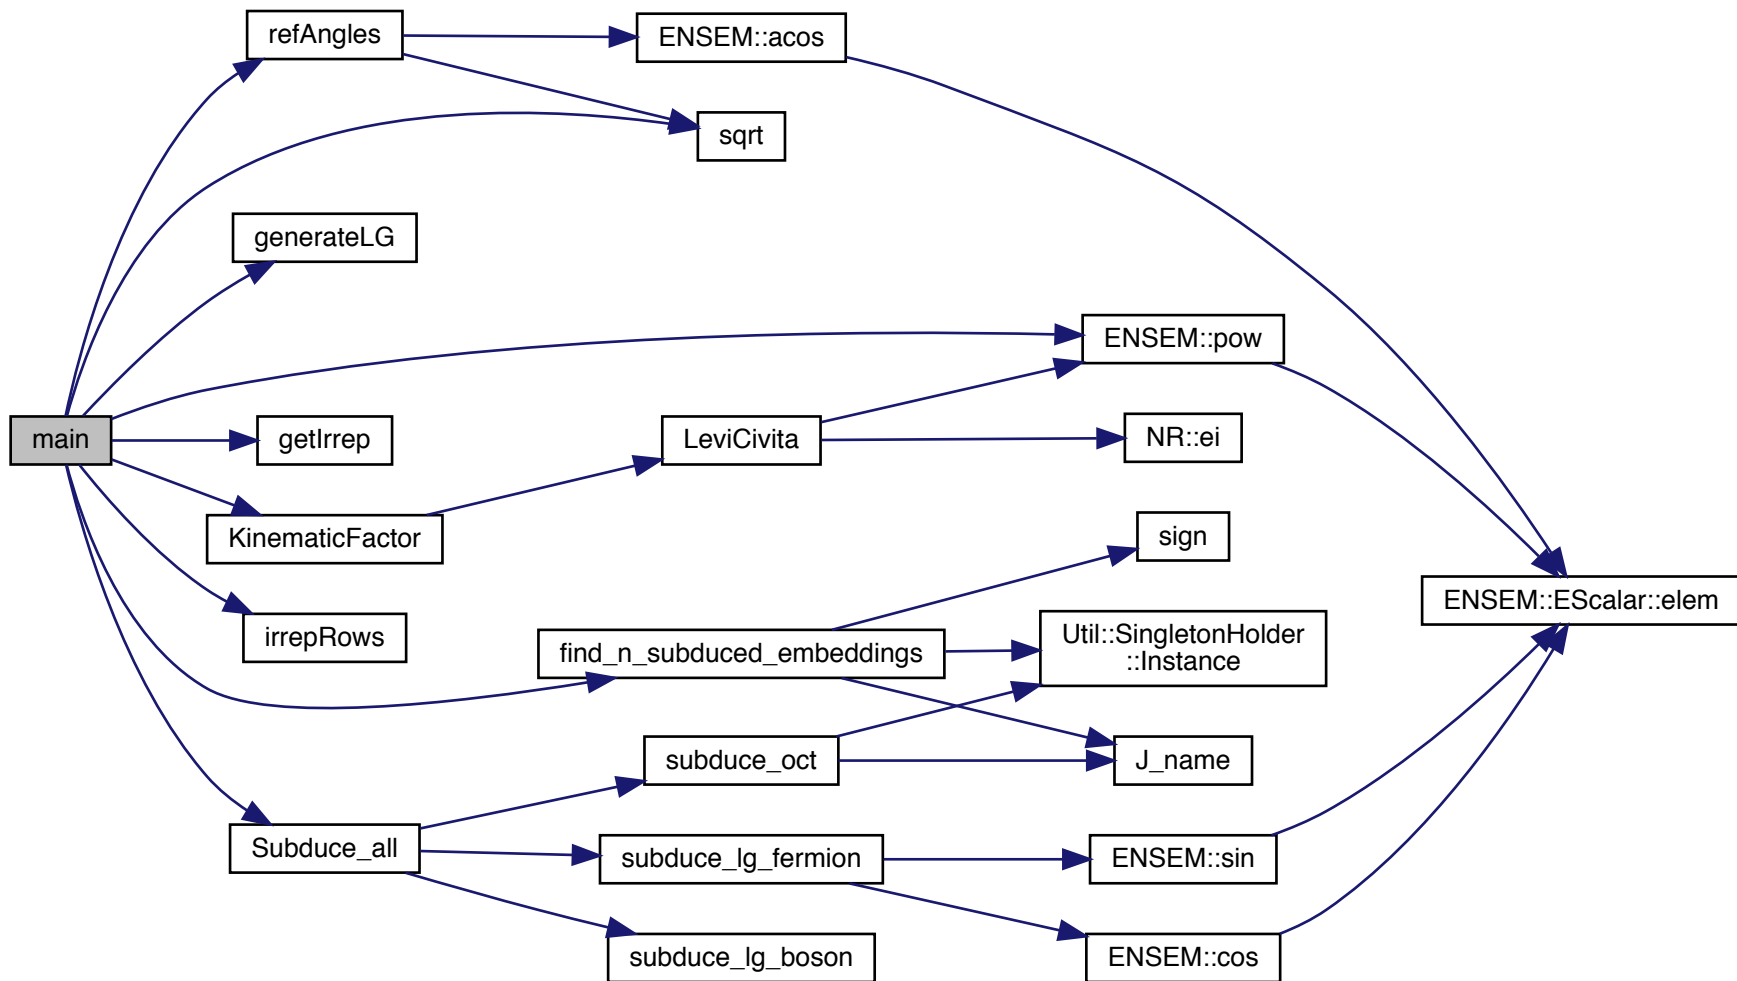 refAngles
ENSEM::acos
sqrt
generateLG
ENSEM::pow
main
getIrrep
LeviCivita
NR::ei
KinematicFactor
sign
ENSEM::EScalar::elem
irrepRows
find_n_subduced_embeddings
Util::SingletonHolder
::Instance
subduce_oct
J_name
Subduce_all
subduce_lg_fermion
ENSEM::sin
subduce_lg_boson
ENSEM::cos